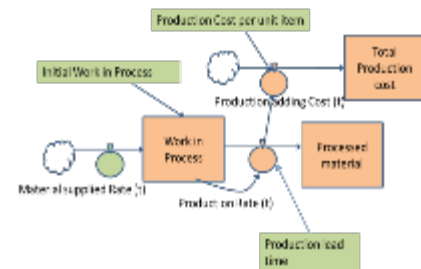 Production Cost per unit item
Total
Production
cost
Initial Work in Process
Production adding Cost (t)
Work in
Process
Processed
material
Material supplied Rate (t)
Production Rate (t)
Production lead
time